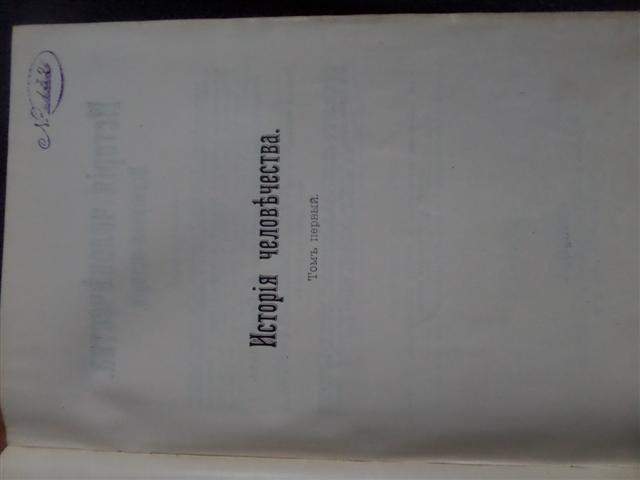 Исторія человѣчества.
Томъ первый.